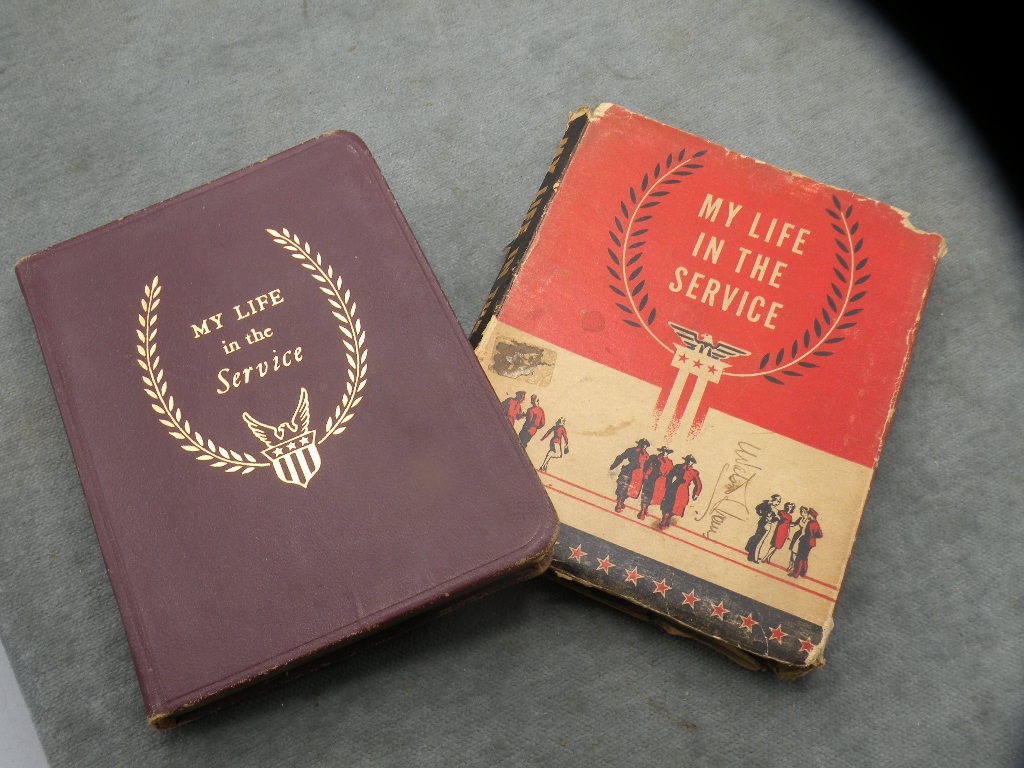 MY LIFE
in the
Service
MY LIFE
IN THE
SERVICE